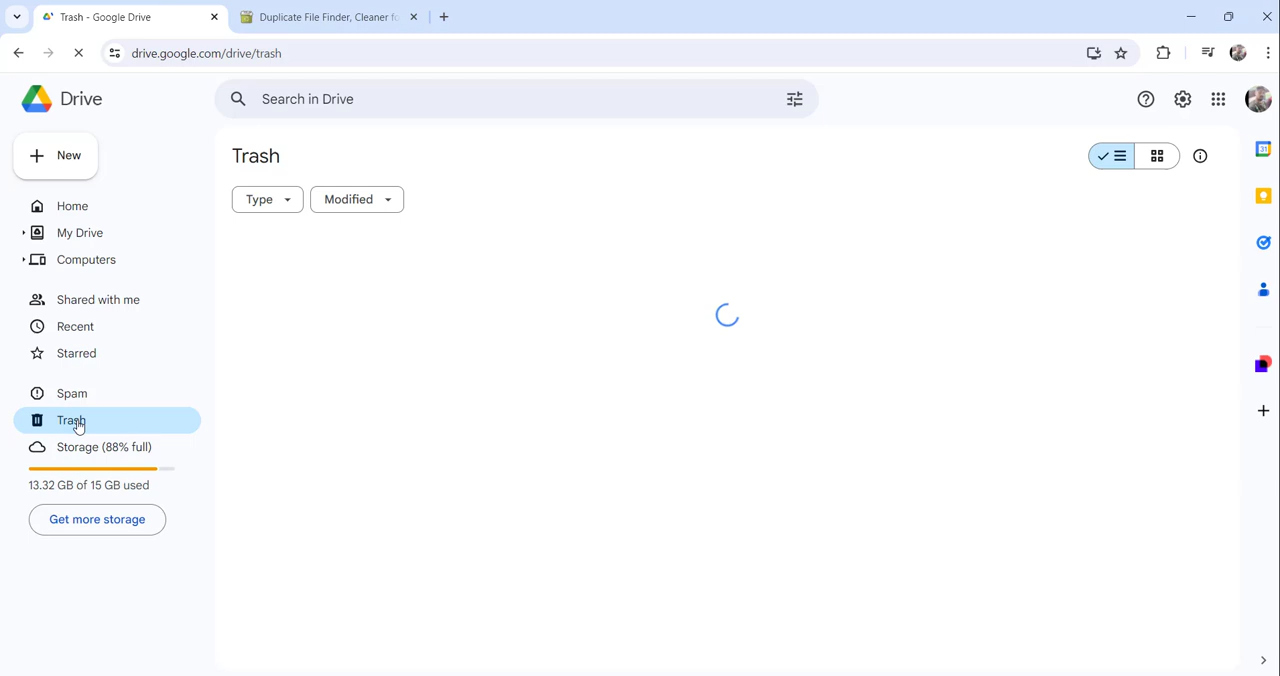 Trash - Google Drive
Duplicate File Finder, Cleaner fo
drive.google.com/drive/trash
Drive
Search in Drive
New
Trash
Type
Modified
Home
My Drive
Computers
Shared with me
Recent
Starred
Spam
Trash
Storage (88% full)
13.32 GB of 15 GB used
Get more storage
31